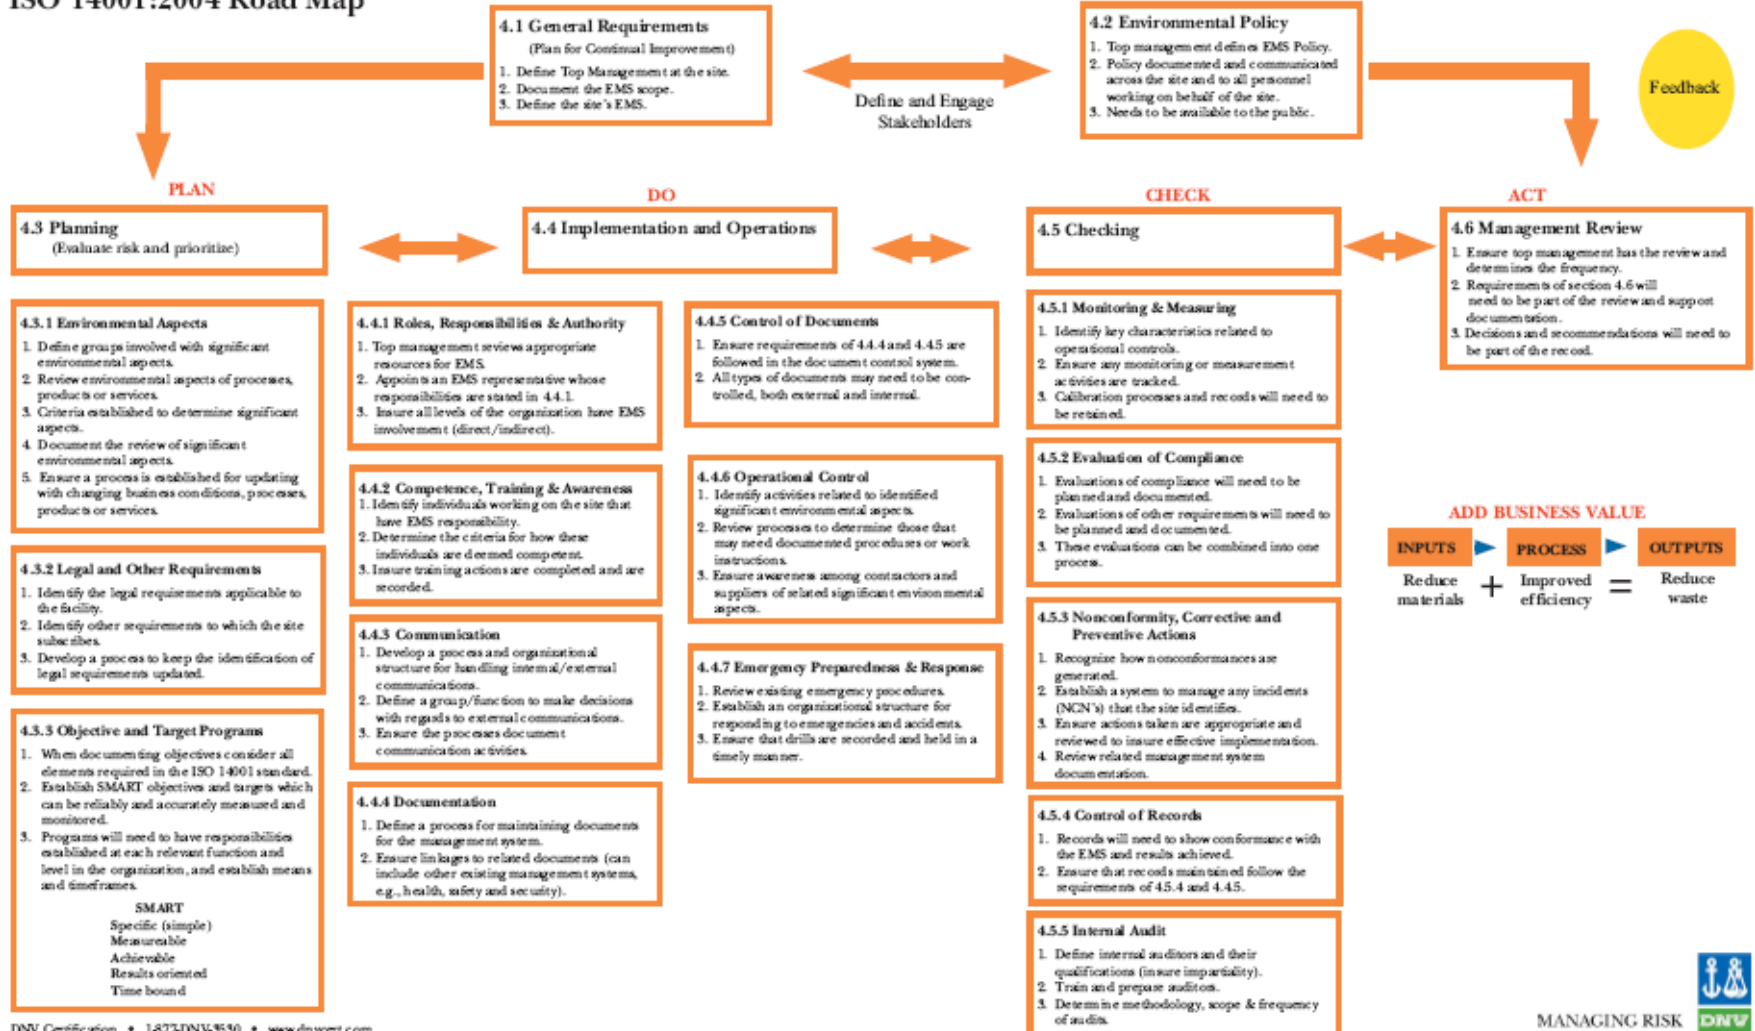 ISO 14001:2004 Road Map
4.1 General Requirements
(Plan for Continual Improvement)
1. Define Top Management at the site.
2. Document the EMS scope.
3. Define the site's EMS.
Define and Engage
Stakeholders
4.2 Environmental Policy
1. Top management defines EMS Policy.
2. Policy documented and communicated
across the site and to all personnel
working on behalf of the site.
3. Needs to be available to the public.
Feedback
PLAN
4.3 Planning
(Evaluate risk and prioritize)
4.3.1 Environmental Aspects
1. Define groups involved with significant
environmental aspects.
2. Review environmental aspects of processes,
products or services.
3. Criteria established to determine significant
aspects.
4. Document the review of significant
environmental aspects.
5. Ensure a process is established for updating
with changing business conditions, processes,
products or services.
4.3.2 Legal and Other Requirements
1. Identify the legal requirements applicable to
the facility.
2. Identify other requirements to which the site
subscribes.
3. Develop a process to keep the identification of
legal requirements updated.
4.3.3 Objective and Target Programs
1. When documenting objectives consider all
elements required in the ISO 14001 standard.
2. Establish SMART objectives and targets which
can be reliably and accurately measured and
monitored.
3. Programs will need to have responsibilities
established at each relevant function and
level in the organization, and establish means
and timeframes.
SMART
Specific (simple)
Measureable
Achievable
Results oriented
Time bound
DO
4.4 Implementation and Operations
4.4.1 Roles, Responsibilities & Authority
1. Top management reviews appropriate
resources for EMS.
2. Appoints an EMS representative whose
responsibilities are stated in 4.4.1.
3. Insure all levels of the organization have EMS
involvement (direct/indirect).
4.4.2 Competence, Training & Awareness
1. Identify individuals working on the site that
have EMS responsibility.
2. Determine the criteria for how these
individuals are deemed competent.
3. Insure training actions are completed and are
recorded.
4.4.3 Communication
1. Develop a process and organizational
structure for handling internal/external
communications.
2. Define a group/function to make decisions
with regards to external communications.
3. Ensure the processes document
communication activities.
4.4.4 Documentation
1. Define a process for maintaining documents
for the management system.
2. Ensure linkages to related documents (can
include other existing management systems,
e.g., health, safety and security).
4.4.5 Control of Documents
1. Ensure requirements of 4.4.4 and 4.4.5 are
followed in the document control system.
2. All types of documents may need to be con-
trolled, both external and internal.
4.4.6 Operational Control
1. Identify activities related to identified
significant environmental aspects.
2. Review processes to determine those that
may need documented procedures or work
instructions.
3. Ensure awareness among contractors and
suppliers of related significant environmental
aspects.
4.4.7 Emergency Preparedness & Response
1. Review existing emergency procedures.
2. Establish an organizational structure for
responding to emergencies and accidents.
3. Ensure that drills are recorded and held in a
timely manner.
CHECK
4.5 Checking
4.5.1 Monitoring & Measuring
1. Identify key characteristics related to
operational controls.
2. Ensure any monitoring or measurement
activities are tracked.
3. Calibration processes and records will need to
be retained.
4.5.2 Evaluation of Compliance
1. Evaluations of compliance will need to be
planned and documented.
2. Evaluations of other requirements will need to
be planned and documented.
3. These evaluations can be combined into one
process.
4.5.3 Nonconformity, Corrective and
Preventive Actions
1. Recognize how nonconformances are
generated.
2. Establish a system to manage any incidents
(NCN's) that the site identifies.
3. Ensure actions taken are appropriate and
reviewed to insure effective implementation.
4. Review related management system
documentation.
4.5.4 Control of Records
1. Records will need to show conformance with
the EMS and results achieved.
2. Ensure that records maintained follow the
requirements of 4.5.4 and 4.4.5.
4.5.5 Internal Audit
1. Define internal auditors and their
qualifications (insure impartiality).
2. Train and prepare auditors.
3. Determine methodology, scope & frequency
of audits.
ACT
4.6 Management Review
1. Ensure top management has the review and
determines the frequency.
2. Requirements of section 4.6 will
need to be part of the review and support
documentation.
3. Decisions and recommendations will need to
be part of the record.
ADD BUSINESS VALUE
INPUTS PROCESS OUTPUTS
Reduce materials + Improved efficiency = Reduce waste
DNV Certification • 1-877-DNV-3530 • www.dnvcert.com
MANAGING RISK DNV